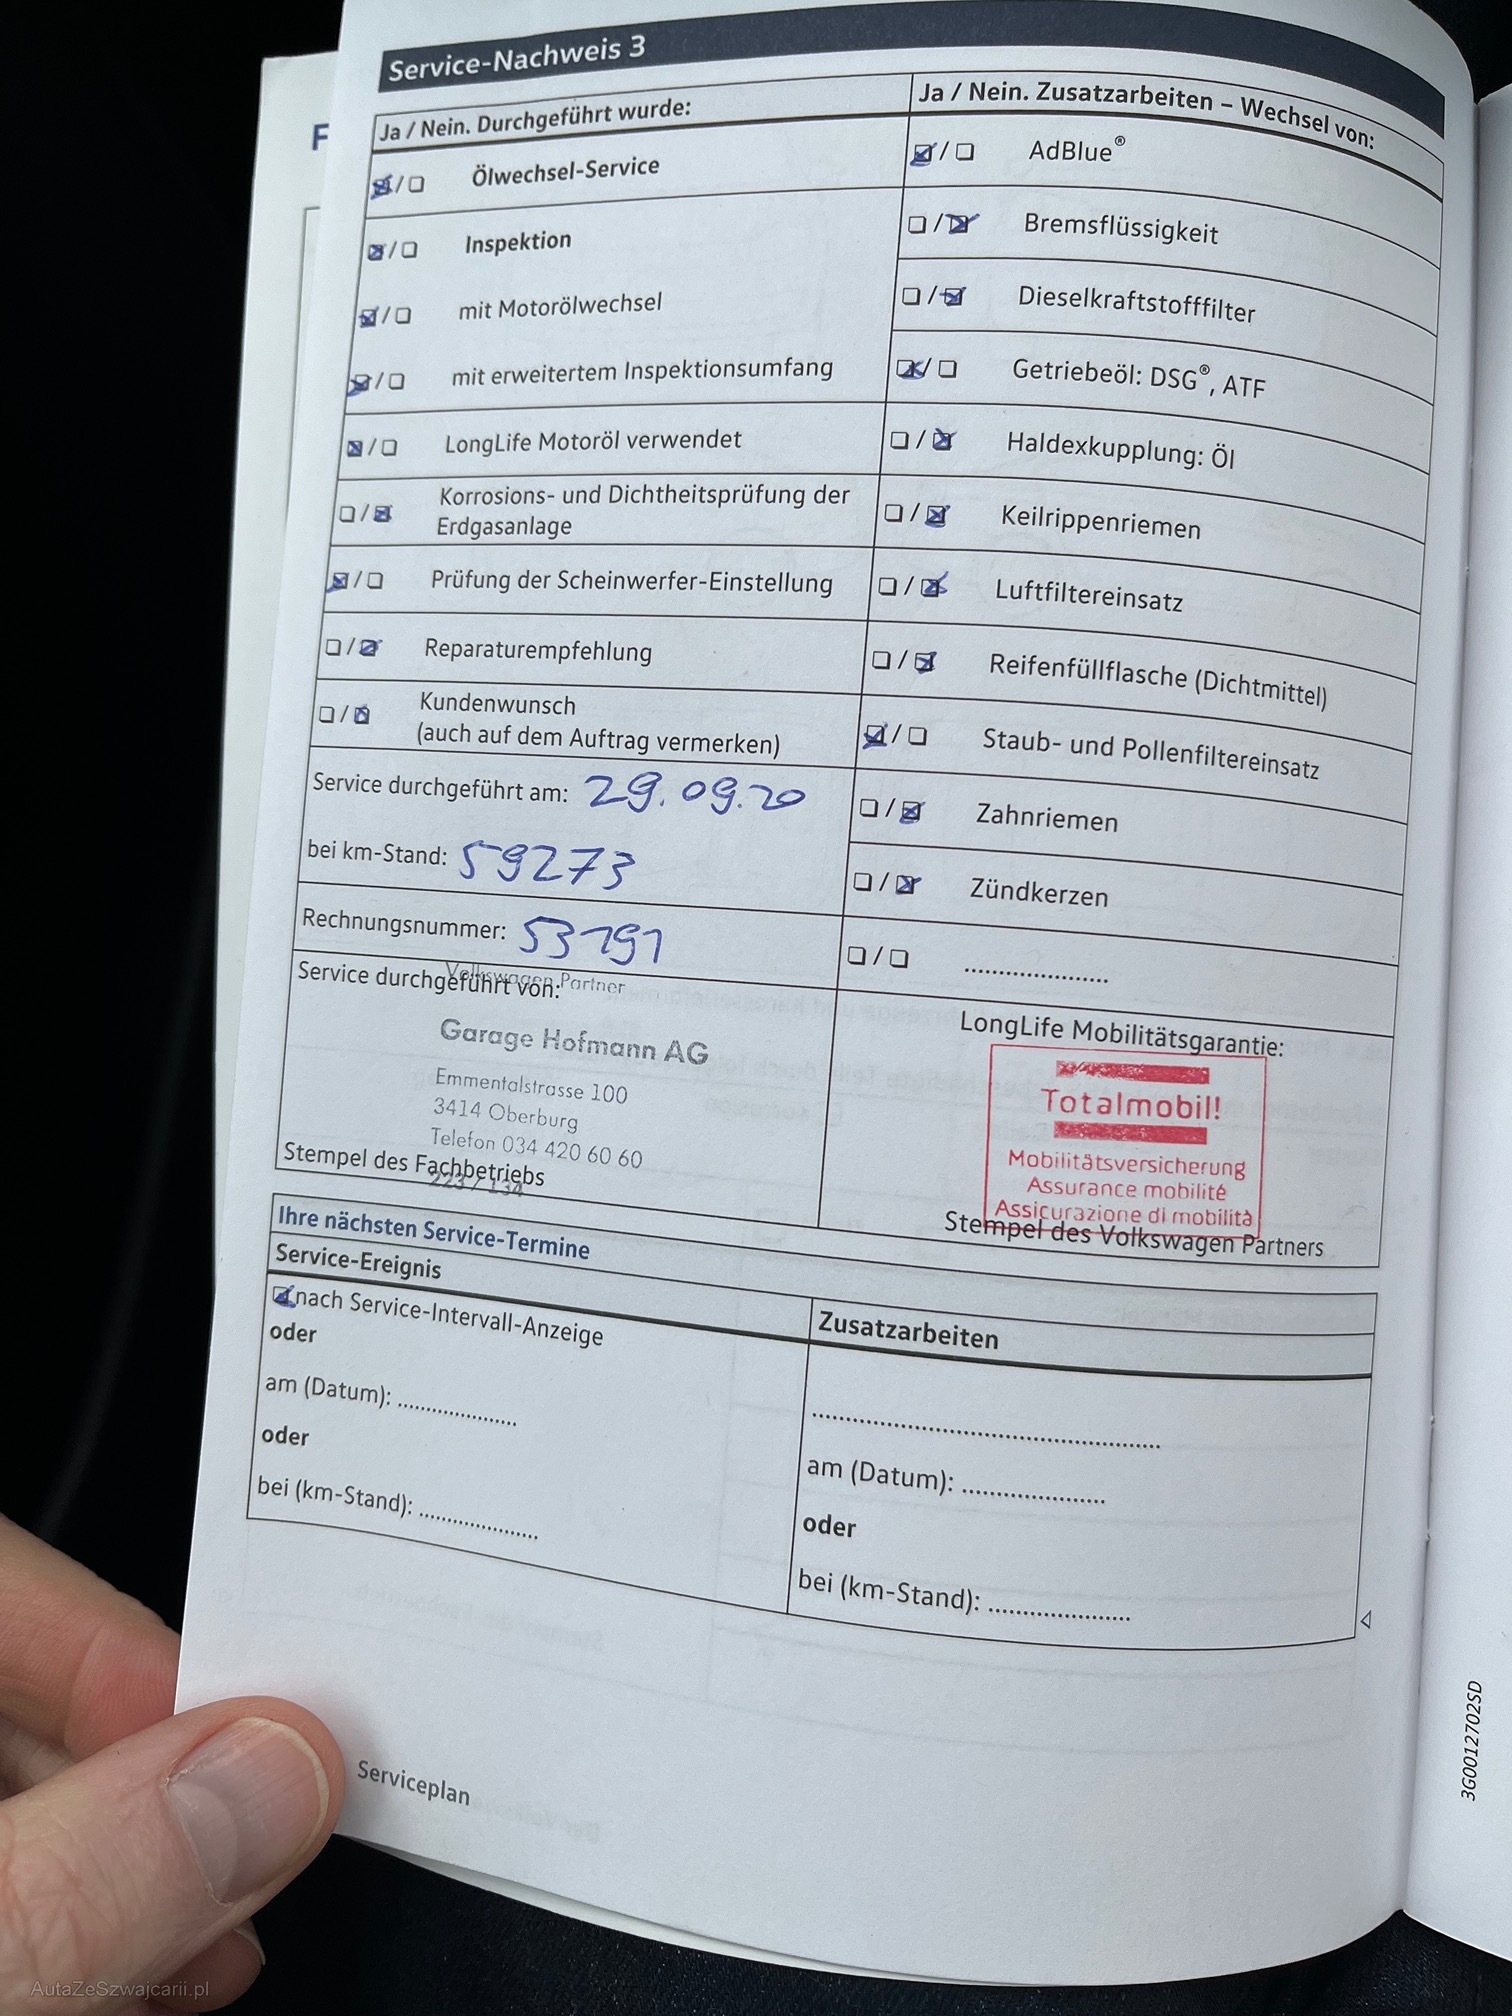 Service-Nachweis 3
Ja / Nein. Durchgeführt wurde:
Ölwechsel-Service
Inspektion
mit Motorölwechsel
mit erweitertem Inspektionsumfang
LongLife Motoröl verwendet
Korrosions- und Dichtheitsprüfung der
Erdgasanlage
Prüfung der Scheinwerfer-Einstellung
Reparaturempfehlung
Kundenwunsch
(auch auf dem Auftrag vermerken)
Service durchgeführt am: 29.09.20
bei km-Stand: 59273
Rechnungsnummer: 53191
Service durchgeführt von:
Volkswagen Partner
Garage Hofmann AG
Emmentalstrasse 100
3414 Oberburg
Telefon 034 420 60 60
223 / 134
Stempel des Fachbetriebs
Ja / Nein. Zusatzarbeiten – Wechsel von:
AdBlue®
Bremsflüssigkeit
Dieselkraftstofffilter
Getriebeöl: DSG®, ATF
Haldexkupplung: Öl
Keilrippenriemen
Luftfiltereinsatz
Reifenfüllflasche (Dichtmittel)
Staub- und Pollenfiltereinsatz
Zahnriemen
Zündkerzen
.....................
LongLife Mobilitätsgarantie:
Totalmobil!
Mobilitätsversicherung
Assurance mobilité
Assicurazione di mobilità
Stempel des Volkswagen Partners
Ihre nächsten Service-Termine
Service-Ereignis
nach Service-Intervall-Anzeige
oder
am (Datum): .....................
oder
bei (km-Stand): .....................
Zusatzarbeiten
..................................................
am (Datum): .....................
oder
bei (km-Stand): .....................
Serviceplan
3G0012702SD
F
AutaZeSzwajcarii.pl